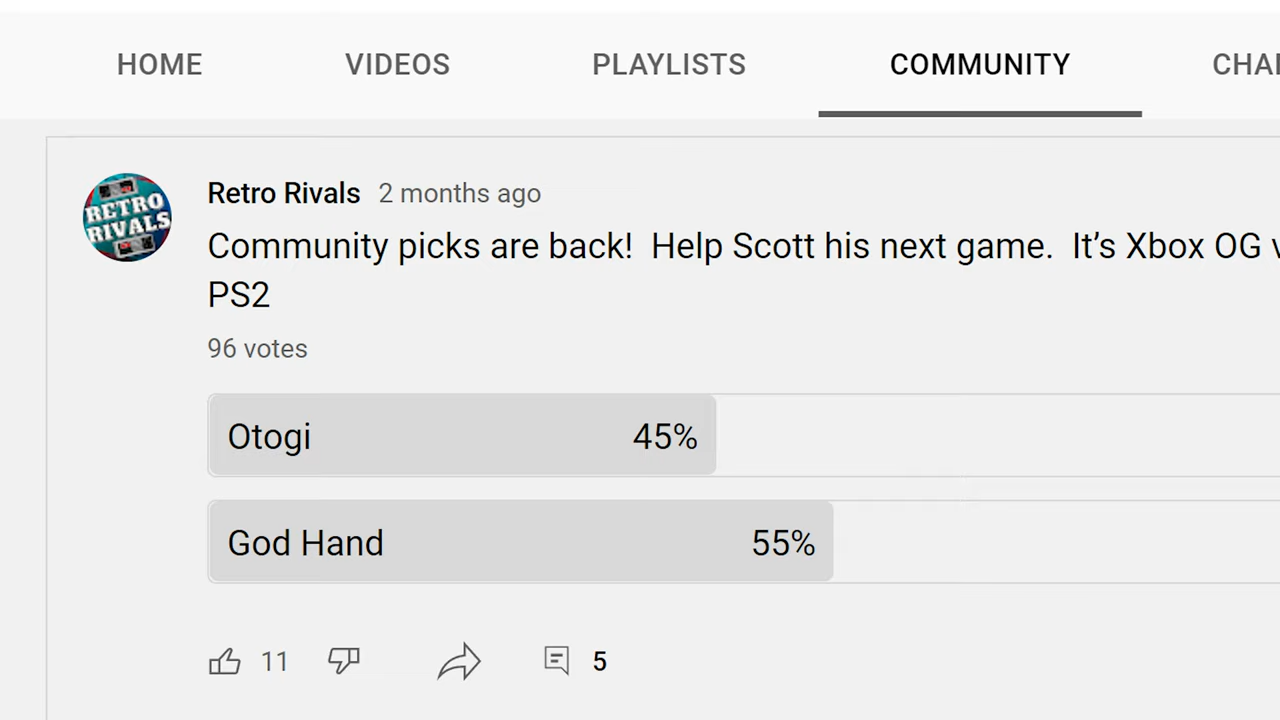 HOME VIDEOS PLAYLISTS COMMUNITY CHA
RETRO
RIVALS
Retro Rivals 2 months ago
Community picks are back! Help Scott his next game. It’s Xbox OG v
PS2
96 votes
Otogi 45%
God Hand 55%
11 5